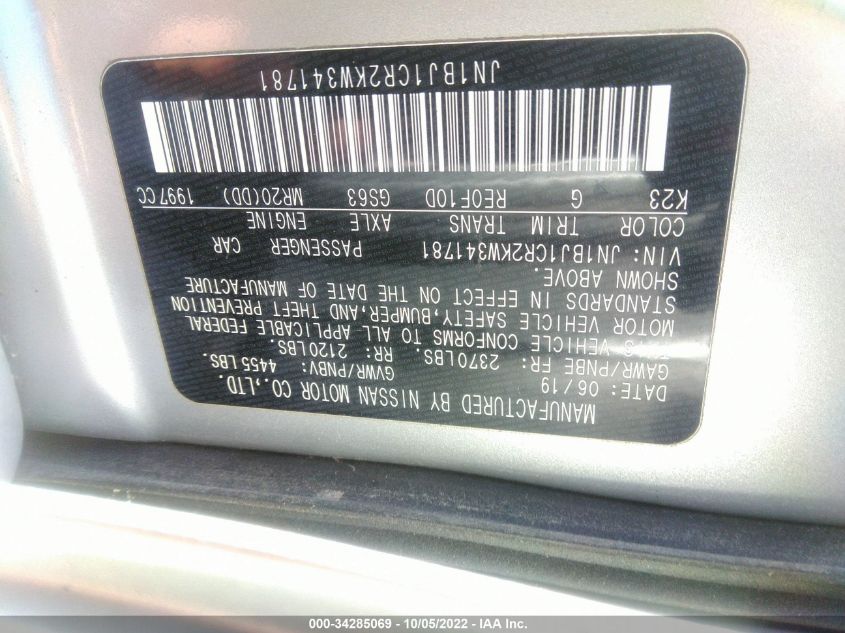 MANUFACTURED BY NISSAN MOTOR CO.,LTD.
DATE: 06/19 GVWR/PNBV: 4455 LBS.
GAWR/PNBE FR: 2370LBS. RR: 2120LBS.
VEHICLE CONFORMS TO ALL APPLICABLE FEDERAL
MOTOR VEHICLE SAFETY,BUMPER,AND THEFT PREVENTION
STANDARDS IN EFFECT ON THE DATE OF MANUFACTURE
SHOWN ABOVE.
VIN: JN1BJ1CR2KW341781 PASSENGER CAR
COLOR TRIM TRANS AXLE ENGINE
K23 G RE0F10D GS63 MR20(DD) 1997CC
JN1BJ1CR2KW341781
000-34285069 - 10/05/2022 - IAA Inc.